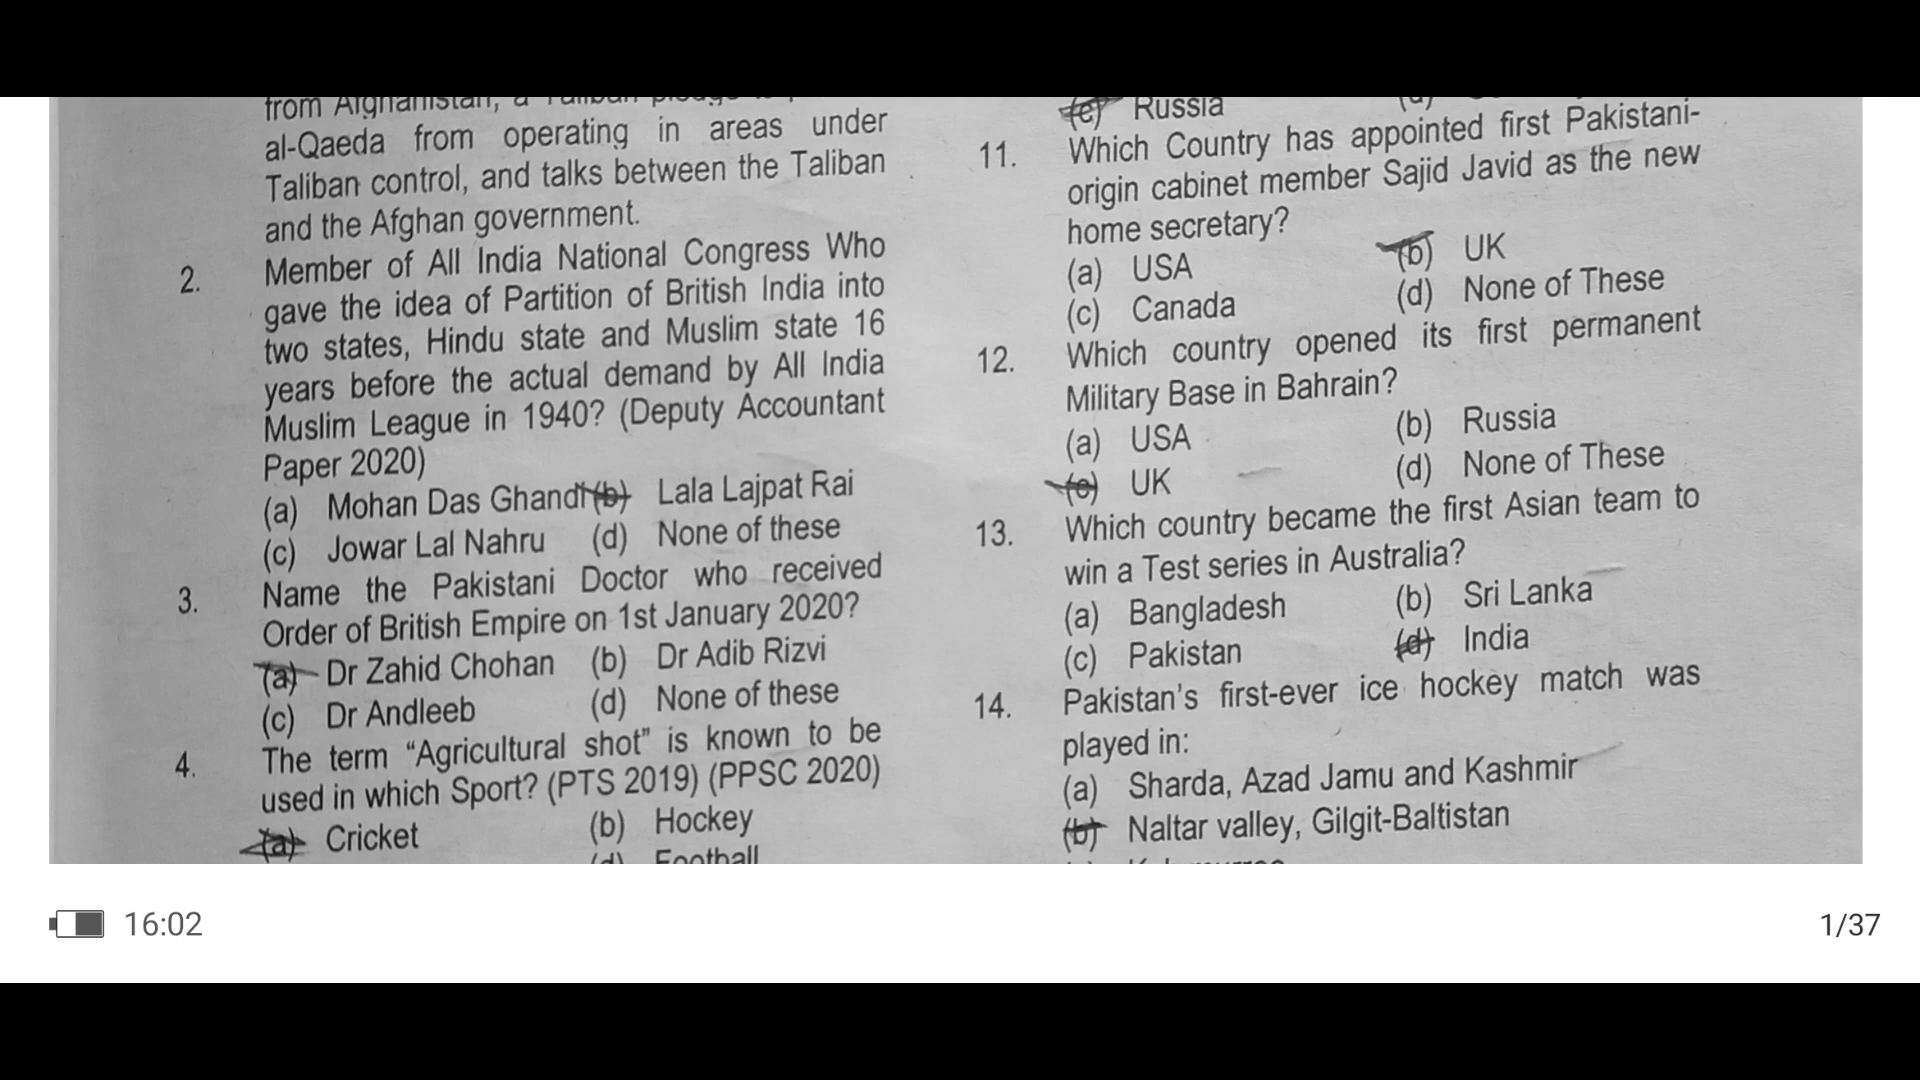 from Afghanistan, a Taliban
al-Qaeda from operating in areas under
Taliban control, and talks between the Taliban
and the Afghan government.
2. Member of All India National Congress Who
gave the idea of Partition of British India into
two states, Hindu state and Muslim state 16
years before the actual demand by All India
Muslim League in 1940? (Deputy Accountant
Paper 2020)
(a) Mohan Das Ghandi (b) Lala Lajpat Rai
(c) Jowar Lal Nahru (d) None of these
3. Name the Pakistani Doctor who received
Order of British Empire on 1st January 2020?
(a) Dr Zahid Chohan (b) Dr Adib Rizvi
(c) Dr Andleeb (d) None of these
4. The term “Agricultural shot” is known to be
used in which Sport? (PTS 2019) (PPSC 2020)
(a) Cricket (b) Hockey
(d) Football
(c) Russia (d)
11. Which Country has appointed first Pakistani-
origin cabinet member Sajid Javid as the new
home secretary?
(a) USA (b) UK
(c) Canada (d) None of These
12. Which country opened its first permanent
Military Base in Bahrain?
(a) USA (b) Russia
(c) UK (d) None of These
13. Which country became the first Asian team to
win a Test series in Australia?
(a) Bangladesh (b) Sri Lanka
(c) Pakistan (d) India
14. Pakistan's first-ever ice hockey match was
played in:
(a) Sharda, Azad Jamu and Kashmir
(b) Naltar valley, Gilgit-Baltistan
16:02
1/37